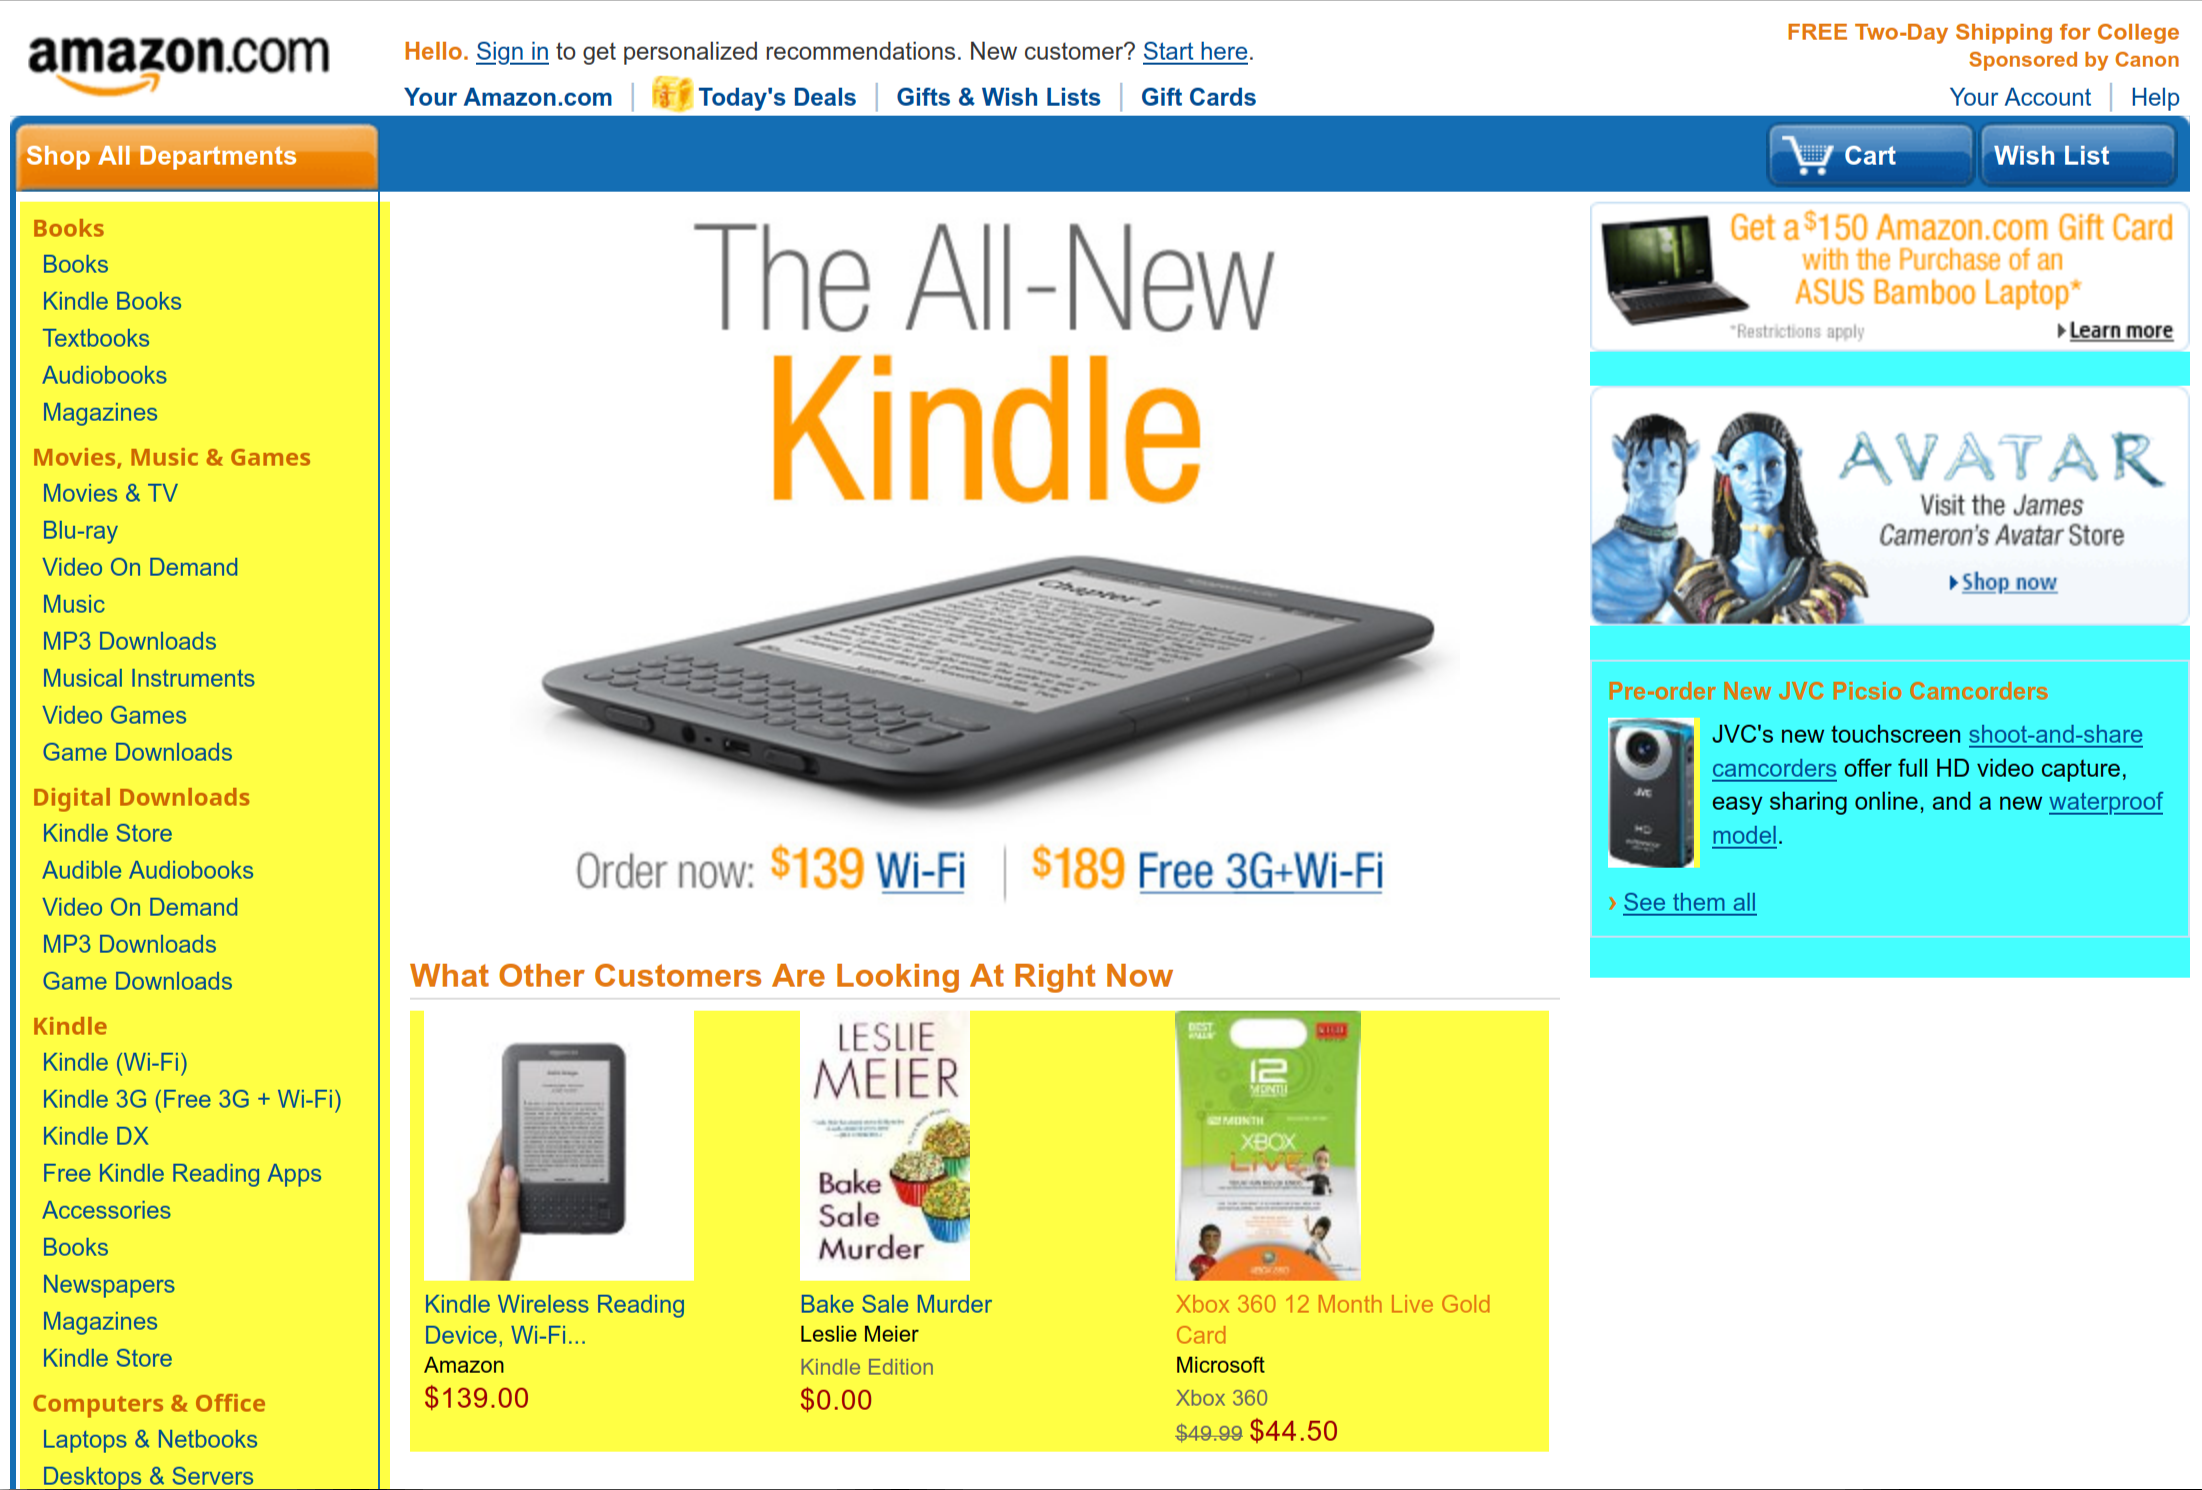 amazon.com
Hello. Sign in to get personalized recommendations. New customer? Start here.
FREE Two-Day Shipping for College
Sponsored by Canon
Your Amazon.com | Today's Deals | Gifts & Wish Lists | Gift Cards
Your Account | Help
Shop All Departments
Cart
Wish List
Books
Books
Kindle Books
Textbooks
Audiobooks
Magazines
Movies, Music & Games
Movies & TV
Blu-ray
Video On Demand
Music
MP3 Downloads
Musical Instruments
Video Games
Game Downloads
Digital Downloads
Kindle Store
Audible Audiobooks
Video On Demand
MP3 Downloads
Game Downloads
Kindle
Kindle (Wi-Fi)
Kindle 3G (Free 3G + Wi-Fi)
Kindle DX
Free Kindle Reading Apps
Accessories
Books
Newspapers
Magazines
Kindle Store
Computers & Office
Laptops & Netbooks
Desktops & Servers
The All-New
Kindle
Chapter 1
Order now: $139 Wi-Fi | $189 Free 3G+Wi-Fi
What Other Customers Are Looking At Right Now
LESLIE
MEIER
Bake
Sale
Murder
BEST
VALUE
12
MONTH
12 MONTH
XBOX
LIVE
Kindle Wireless Reading
Device, Wi-Fi...
Amazon
$139.00
Bake Sale Murder
Leslie Meier
Kindle Edition
$0.00
Xbox 360 12 Month Live Gold
Card
Microsoft
Xbox 360
$49.99 $44.50
Get a $150 Amazon.com Gift Card
with the Purchase of an
ASUS Bamboo Laptop*
*Restrictions apply
Learn more
AVATAR
Visit the James
Cameron's Avatar Store
Shop now
Pre-order New JVC Picsio Camcorders
JVC
HD
JVC's new touchscreen shoot-and-share
camcorders offer full HD video capture,
easy sharing online, and a new waterproof
model.
› See them all